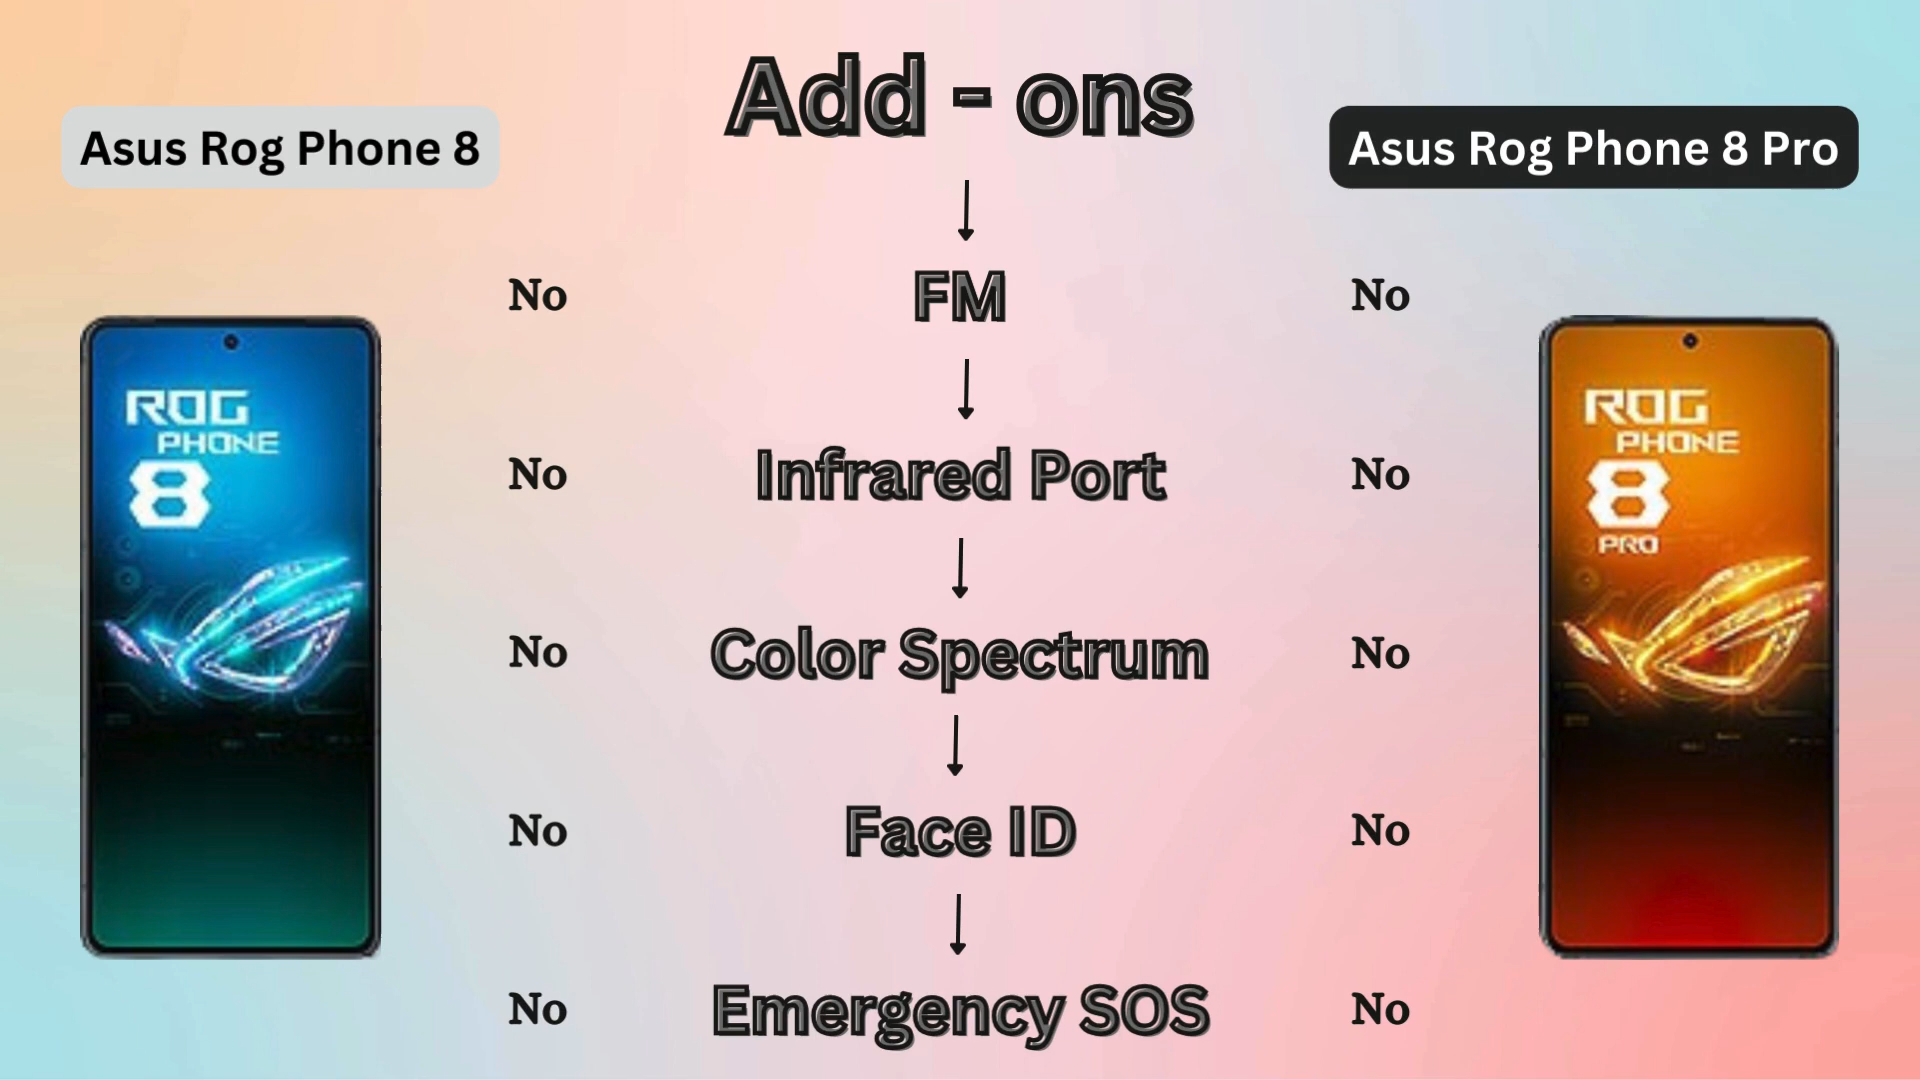 Add - ons
Asus Rog Phone 8
Asus Rog Phone 8 Pro
No
FM
No
No
Infrared Port
No
No
Color Spectrum
No
No
Face ID
No
No
Emergency SOS
No
ROG
PHONE
8
ROG
PHONE
8
PRO